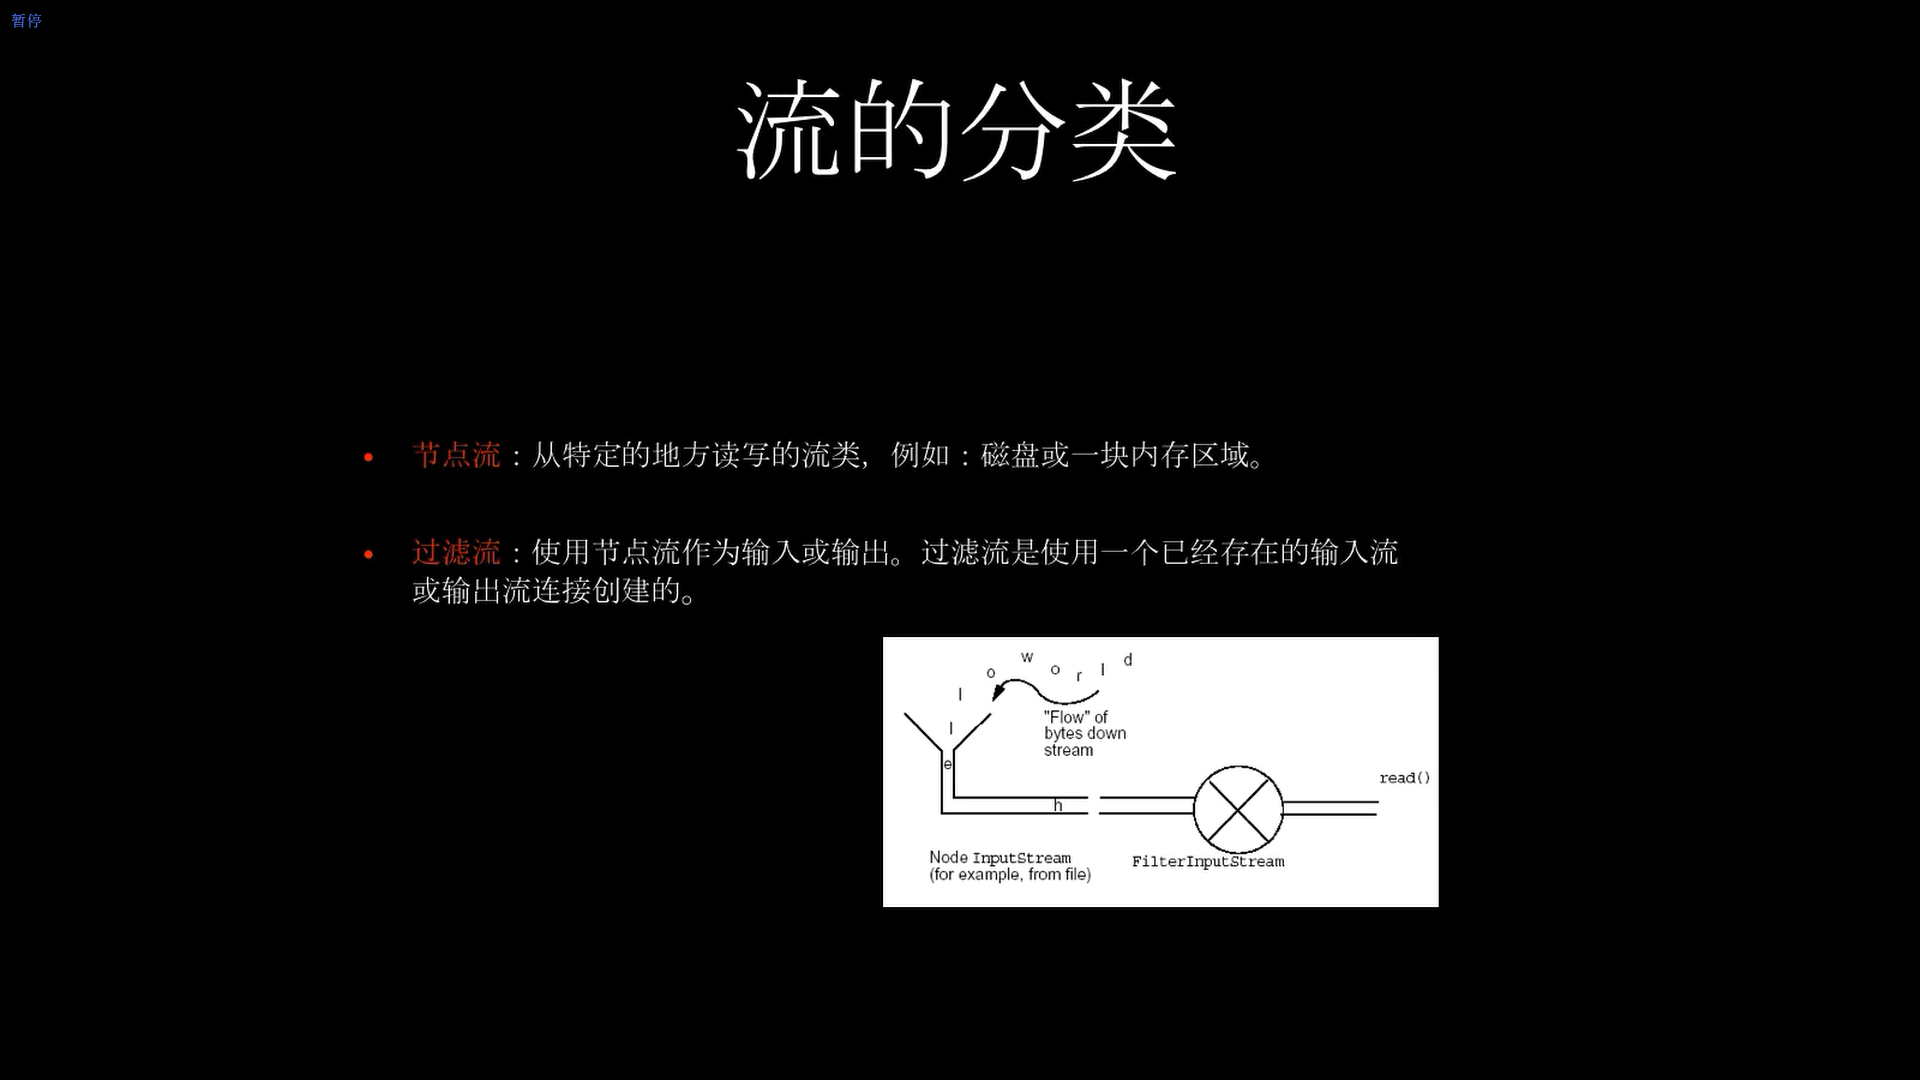 暂停
流的分类
• 节点流：从特定的地方读写的流类，例如：磁盘或一块内存区域。
• 过滤流：使用节点流作为输入或输出。过滤流是使用一个已经存在的输入流
或输出流连接创建的。
d
w
o
l
o
r
l
l
"Flow" of
bytes down
stream
e
read()
h
Node InputStream
(for example, from file)
FilterInputStream